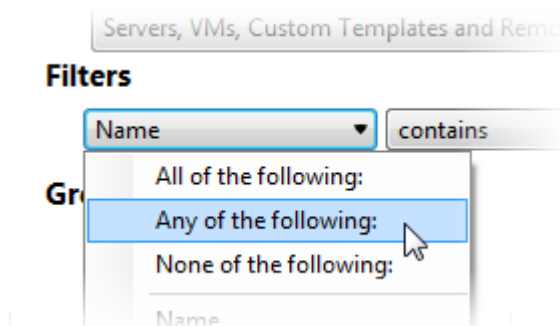 Servers, VMs, Custom Templates and Remo
Filters
Name contains
All of the following:
Gr
Any of the following:
None of the following:
Name